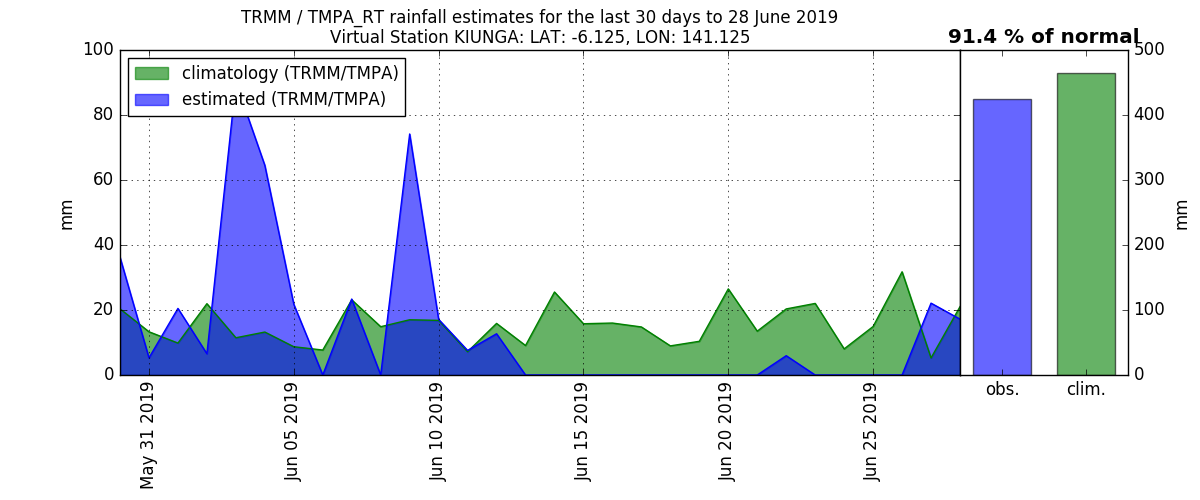 TRMM / TMPA_RT rainfall estimates for the last 30 days to 28 June 2019
Virtual Station KIUNGA: LAT: -6.125, LON: 141.125
91.4 % of normal
climatology (TRMM/TMPA)
estimated (TRMM/TMPA)
100
80
60
40
20
0
mm
May 31 2019
Jun 05 2019
Jun 10 2019
Jun 15 2019
Jun 20 2019
Jun 25 2019
500
400
300
200
100
0
mm
obs.
clim.